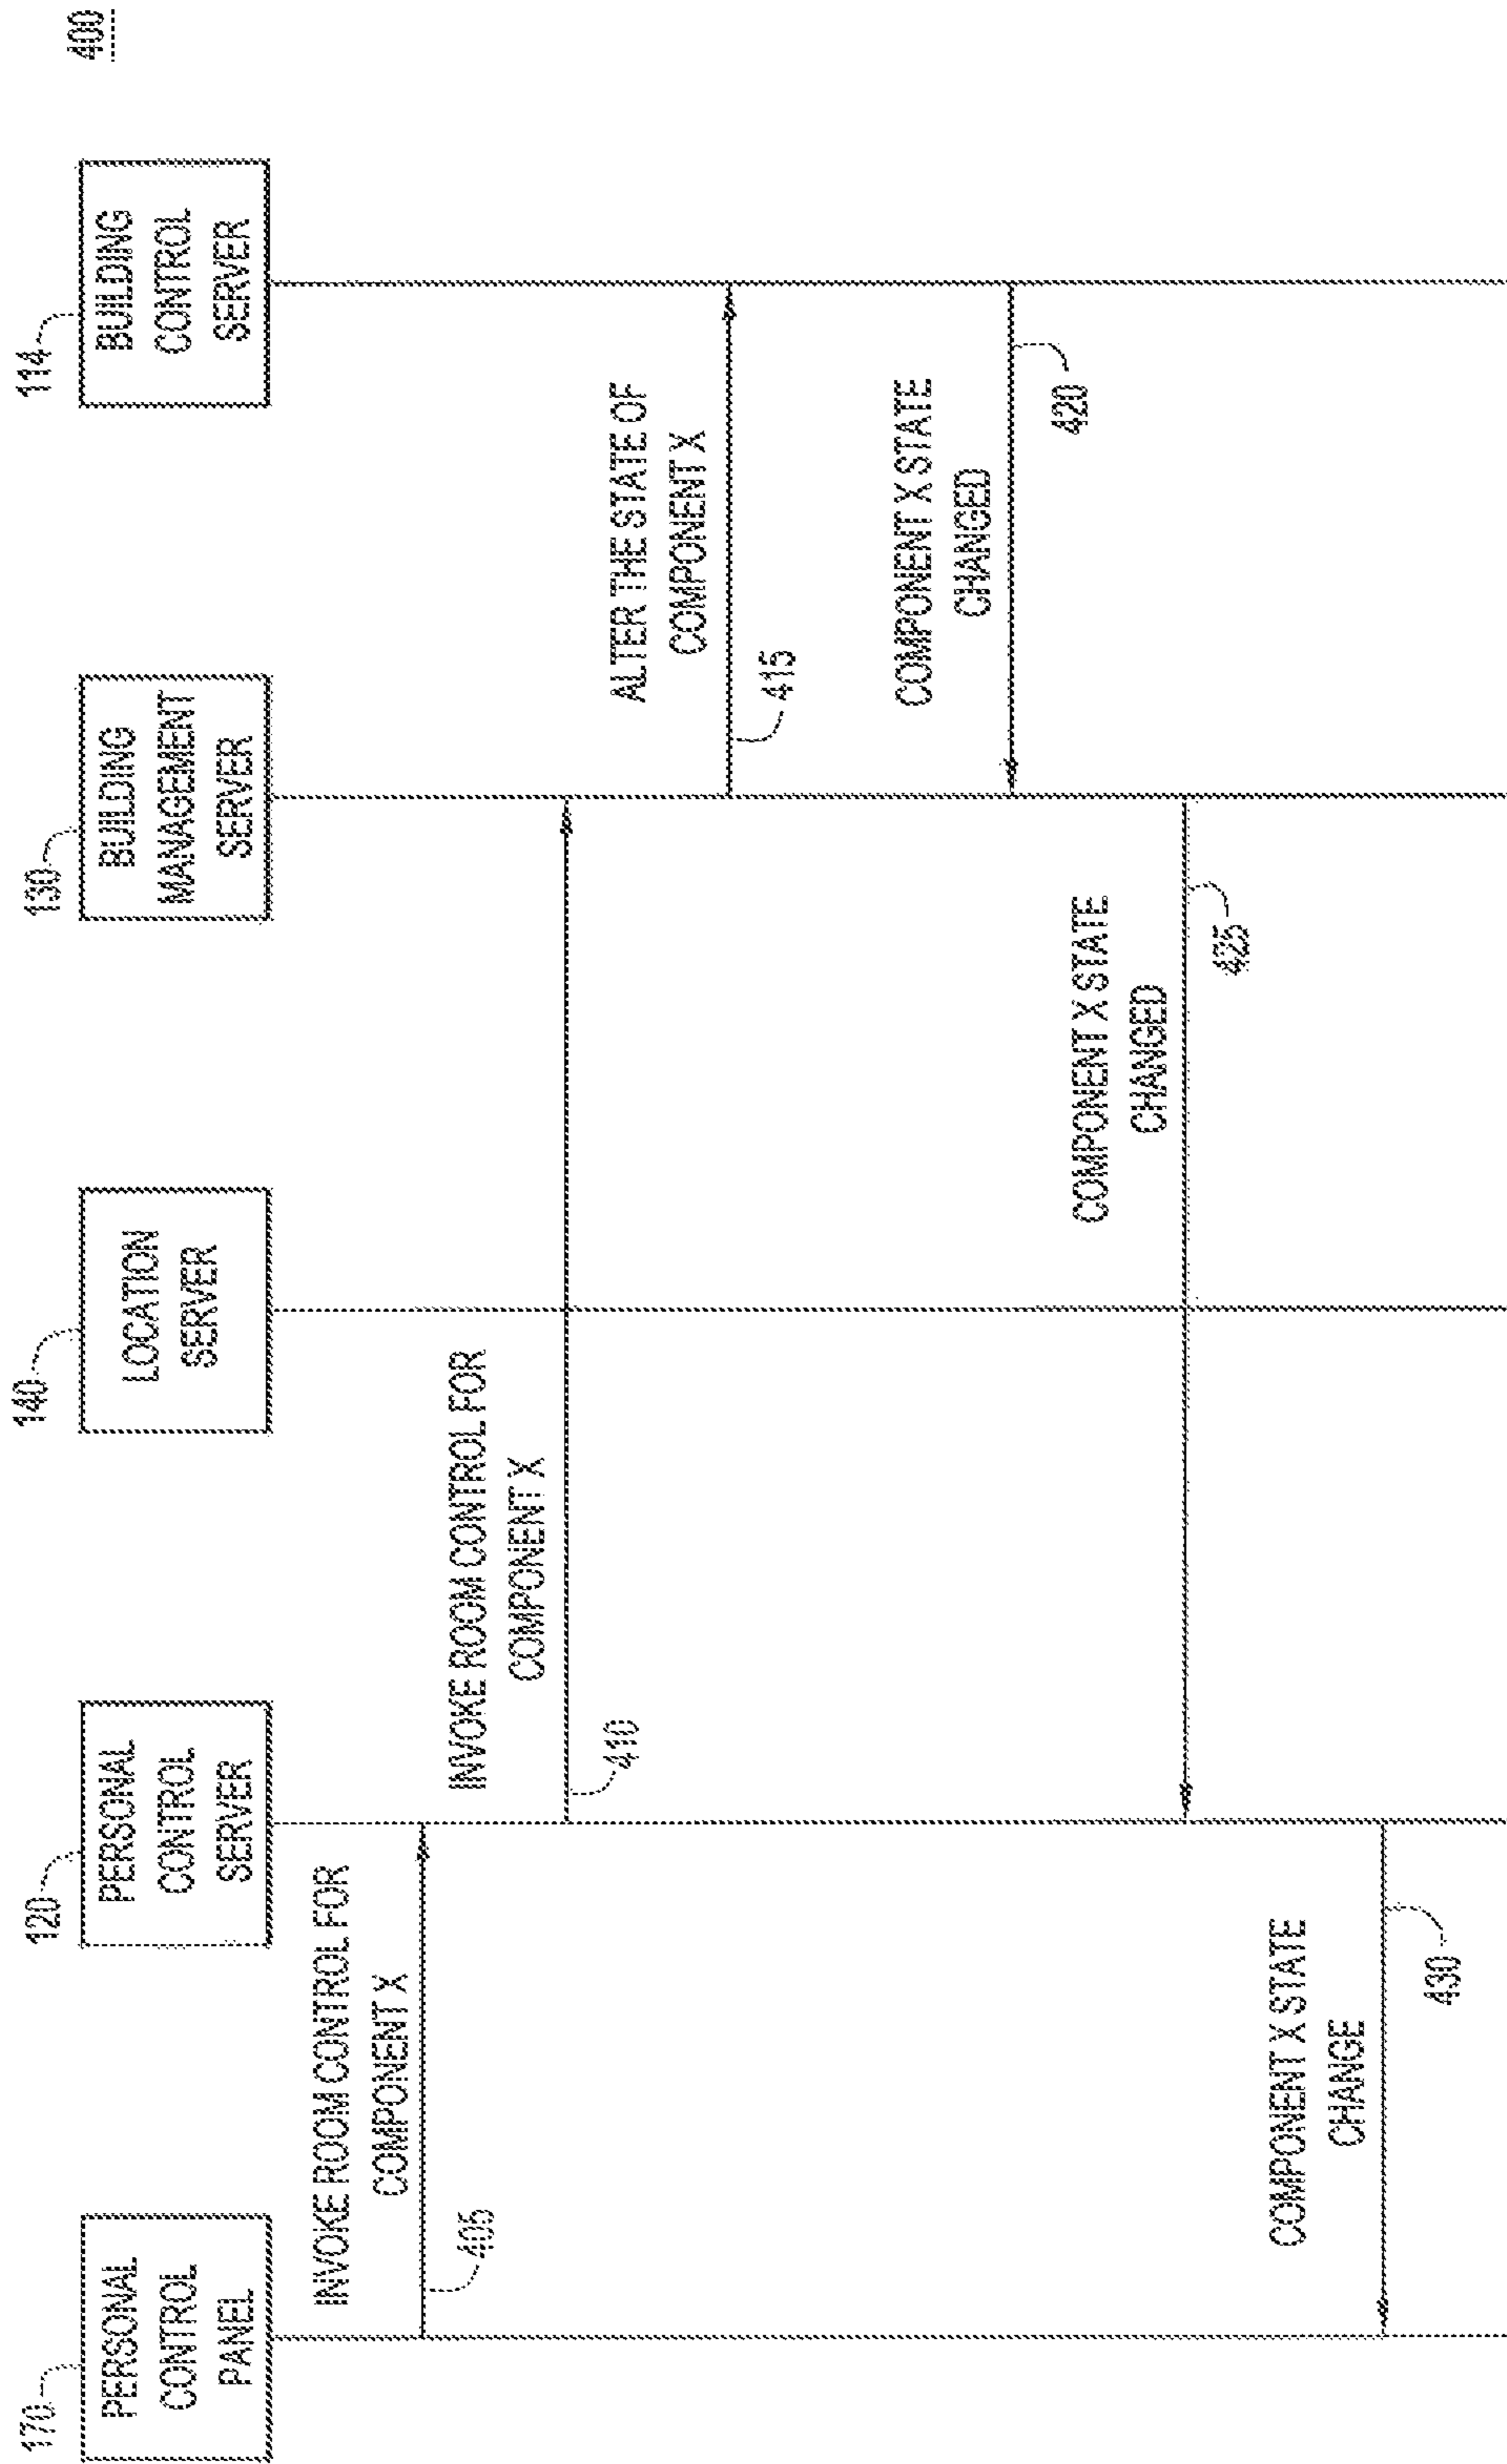 400
170
PERSONAL
CONTROL
PANEL
120
PERSONAL
CONTROL
SERVER
140
LOCATION
SERVER
130
BUILDING
MANAGEMENT
SERVER
114
BUILDING
CONTROL
SERVER
INVOKE ROOM CONTROL FOR
COMPONENT X
405
INVOKE ROOM CONTROL FOR
COMPONENT X
410
ALTER THE STATE OF
COMPONENT X
415
COMPONENT X STATE
CHANGED
420
COMPONENT X STATE
CHANGED
425
COMPONENT X STATE
CHANGE
430